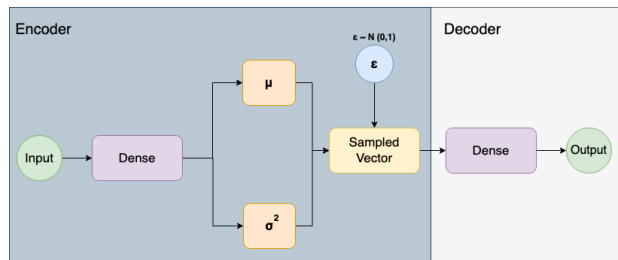 Encoder
Decoder
ε ~ N (0,1)
ε
μ
Input
Dense
Sampled
Vector
Dense
Output
σ²